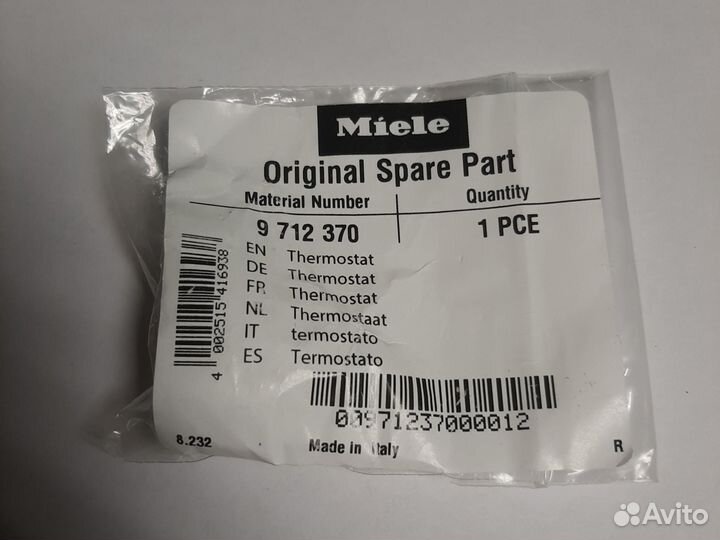 Miele
Original Spare Part
Material Number Quantity
9 712 370 1 PCE
EN Thermostat
DE Thermostat
FR Thermostat
NL Thermostaat
IT termostato
ES Termostato
4 002515 416938
00971237000012
8.232 Made in Italy R
Avito